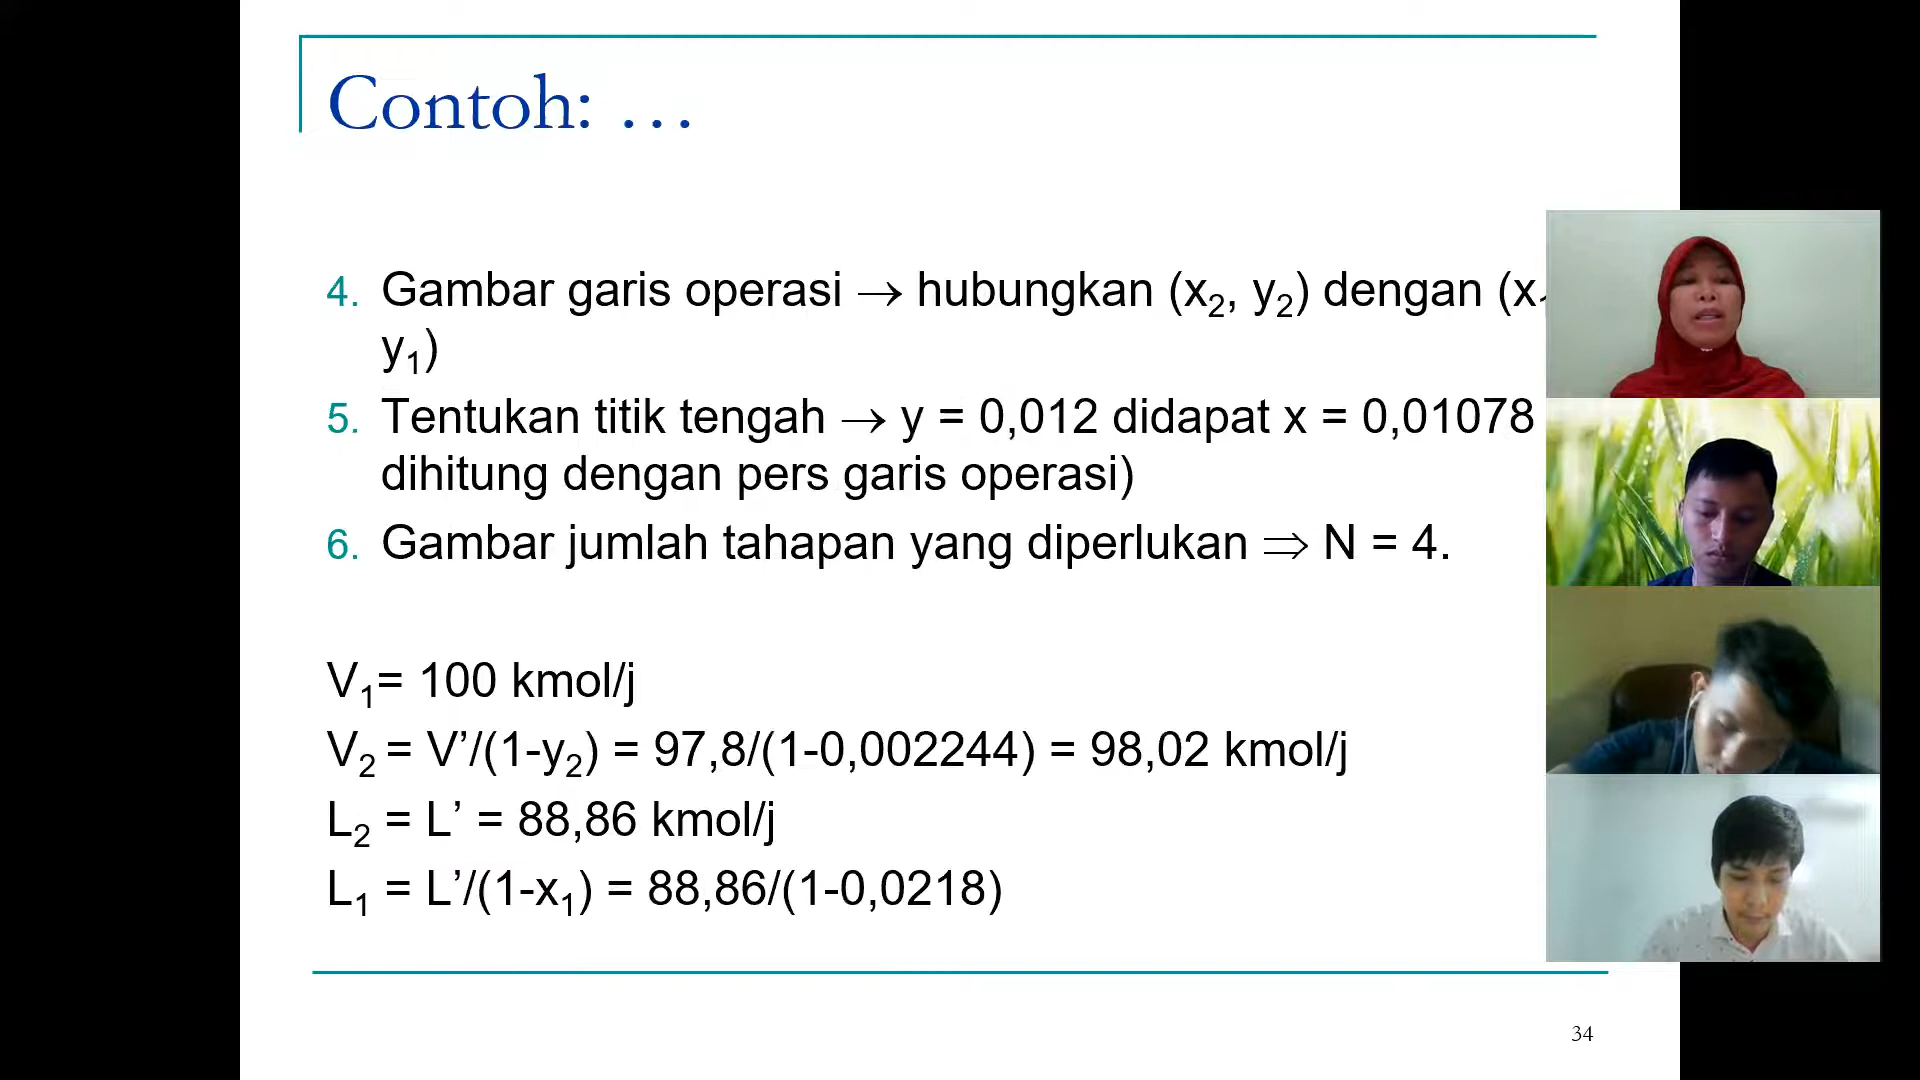 Contoh: …
4. Gambar garis operasi → hubungkan (x₂, y₂) dengan (x
y₁)
5. Tentukan titik tengah → y = 0,012 didapat x = 0,01078
dihitung dengan pers garis operasi)
6. Gambar jumlah tahapan yang diperlukan ⇒ N = 4.
V₁= 100 kmol/j
V₂ = V’/(1-y₂) = 97,8/(1-0,002244) = 98,02 kmol/j
L₂ = L’ = 88,86 kmol/j
L₁ = L’/(1-x₁) = 88,86/(1-0,0218)
34